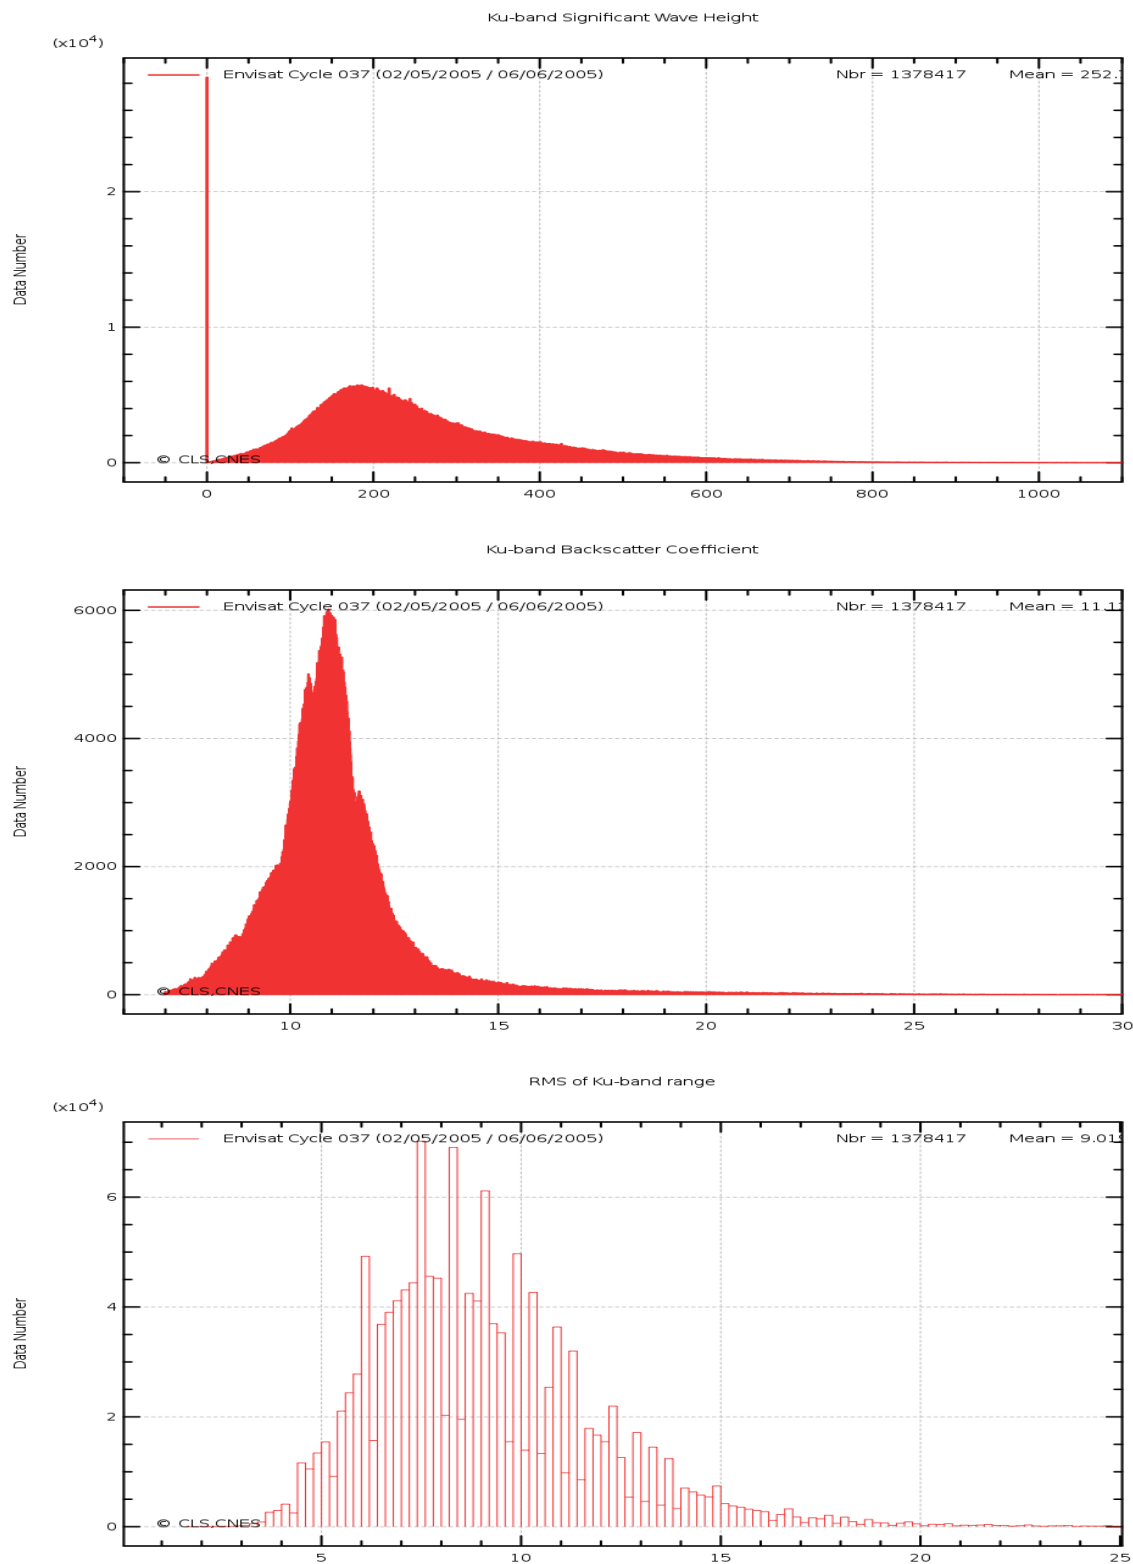 Ku-band Significant Wave Height
(x10⁴)
Envisat Cycle 037 (02/05/2005 / 06/06/2005) Nbr = 1378417 Mean = 252.
Data Number
2
1
0
© CLS,CNES
0 200 400 600 800 1000
Ku-band Backscatter Coefficient
Envisat Cycle 037 (02/05/2005 / 06/06/2005) Nbr = 1378417 Mean = 11.1
6000
Data Number
4000
2000
0
© CLS,CNES
10 15 20 25 30
RMS of Ku-band range
(x10⁴)
Envisat Cycle 037 (02/05/2005 / 06/06/2005) Nbr = 1378417 Mean = 9.01
6
Data Number
4
2
0
© CLS,CNES
5 10 15 20 25